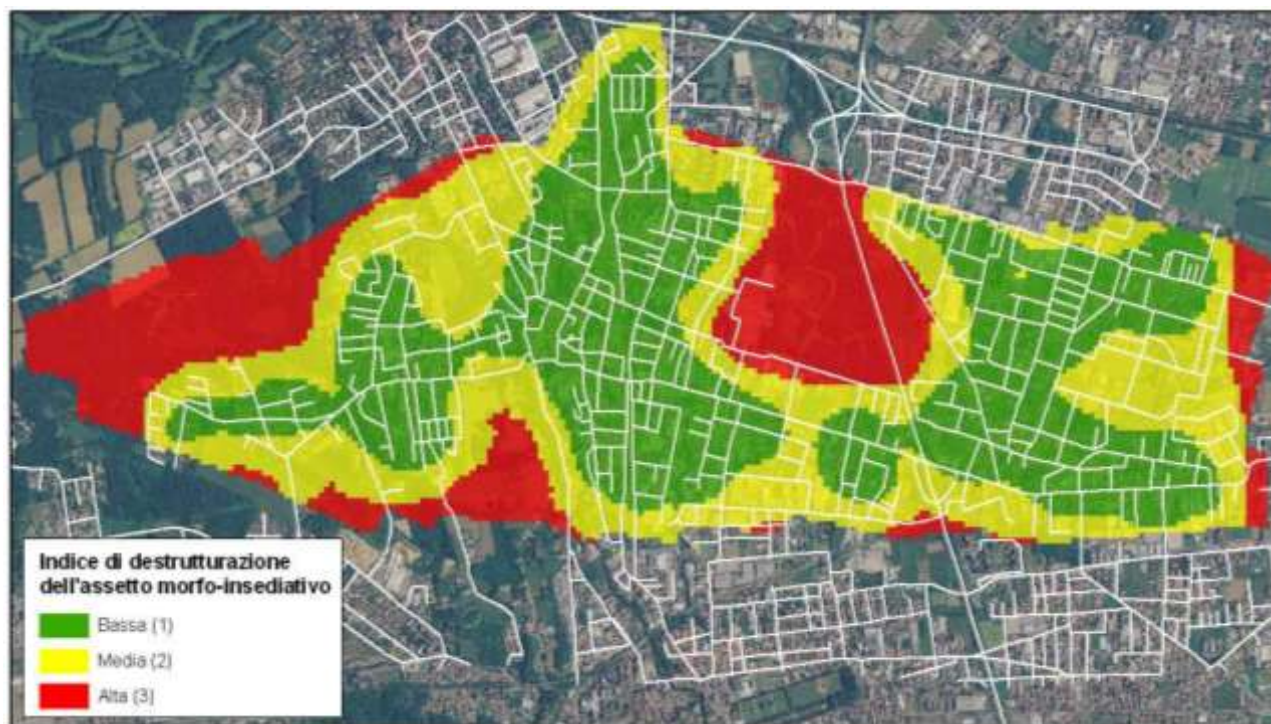 Indice di destrutturazione
dell'assetto morfo-insediativo
Bassa (1)
Media (2)
Alta (3)